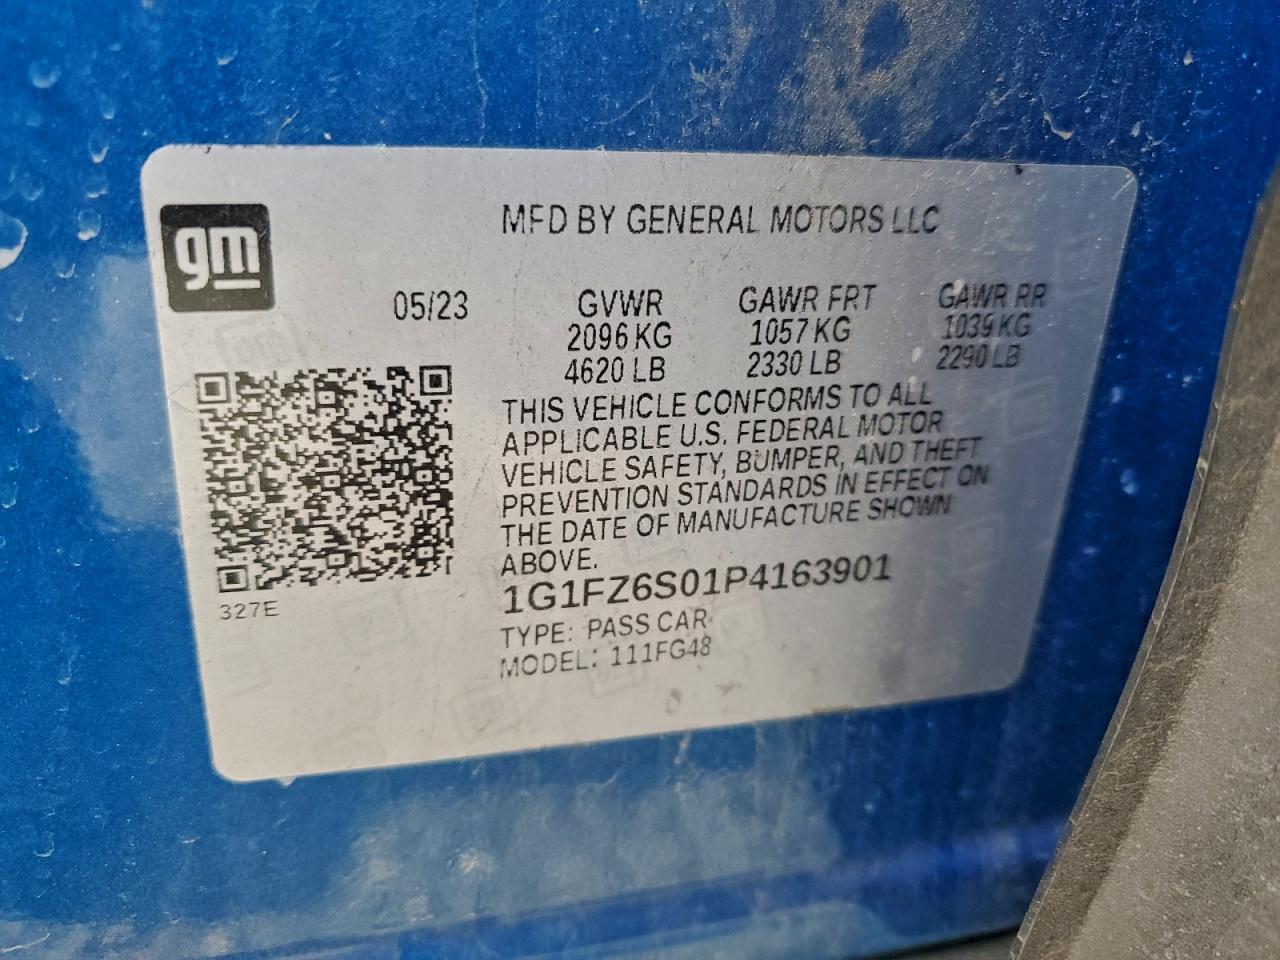 gm
MFD BY GENERAL MOTORS LLC
05/23 GVWR GAWR FRT GAWR RR
2096 KG 1057 KG 1039 KG
4620 LB 2330 LB 2290 LB
THIS VEHICLE CONFORMS TO ALL
APPLICABLE U.S. FEDERAL MOTOR
VEHICLE SAFETY, BUMPER, AND THEFT
PREVENTION STANDARDS IN EFFECT ON
THE DATE OF MANUFACTURE SHOWN
ABOVE.
1G1FZ6S01P4163901
327E
TYPE: PASS CAR
MODEL: 111FG48